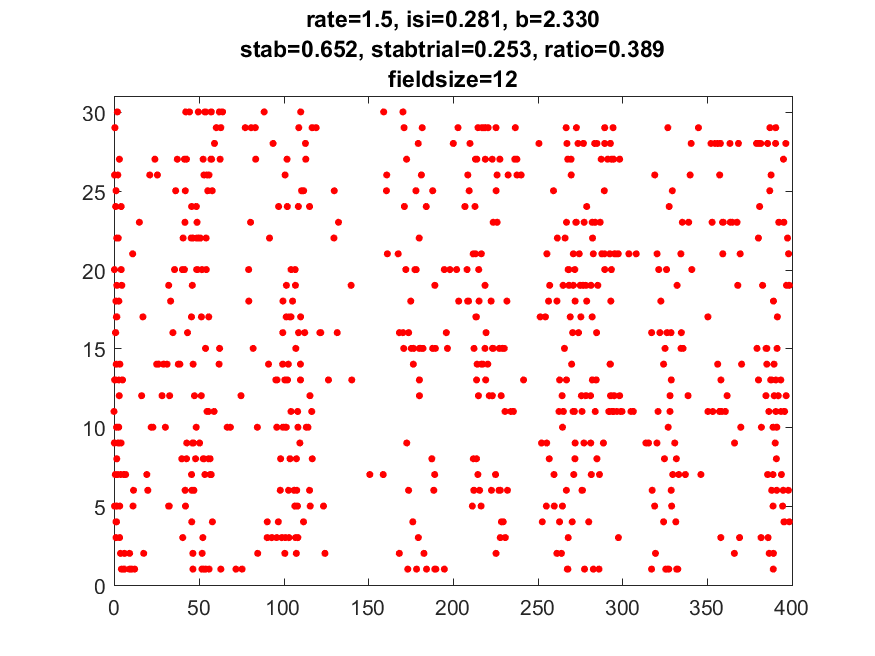 rate=1.5, isi=0.281, b=2.330
stab=0.652, stabtrial=0.253, ratio=0.389
fieldsize=12
30
25
20
15
10
5
0
0 50 100 150 200 250 300 350 400